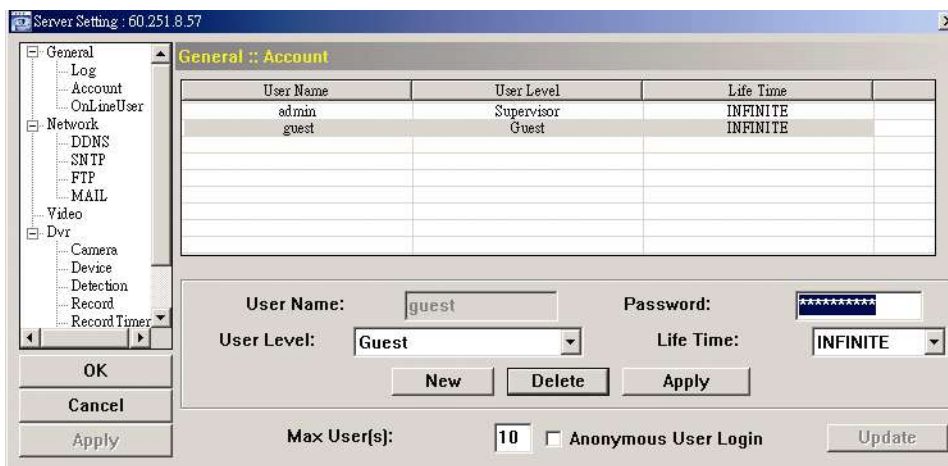 Server Setting : 60.251.8.57
General
Log
Account
OnLineUser
Network
DDNS
SNTP
FTP
MAIL
Video
Dvr
Camera
Device
Detection
Record
Record Timer
OK
Cancel
Apply
General :: Account
User Name User Level Life Time
admin Supervisor INFINITE
guest Guest INFINITE
User Name: guest Password: **********
User Level: Guest Life Time: INFINITE
New Delete Apply
Max User(s): 10 Anonymous User Login Update